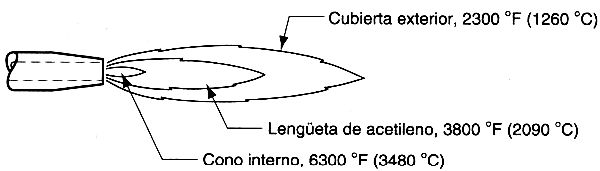 Cubierta exterior, 2300 °F (1260 °C)
Lengüeta de acetileno, 3800 °F (2090 °C)
Cono interno, 6300 °F (3480 °C)